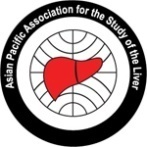 Asian Pacific Association for the Study of the Liver